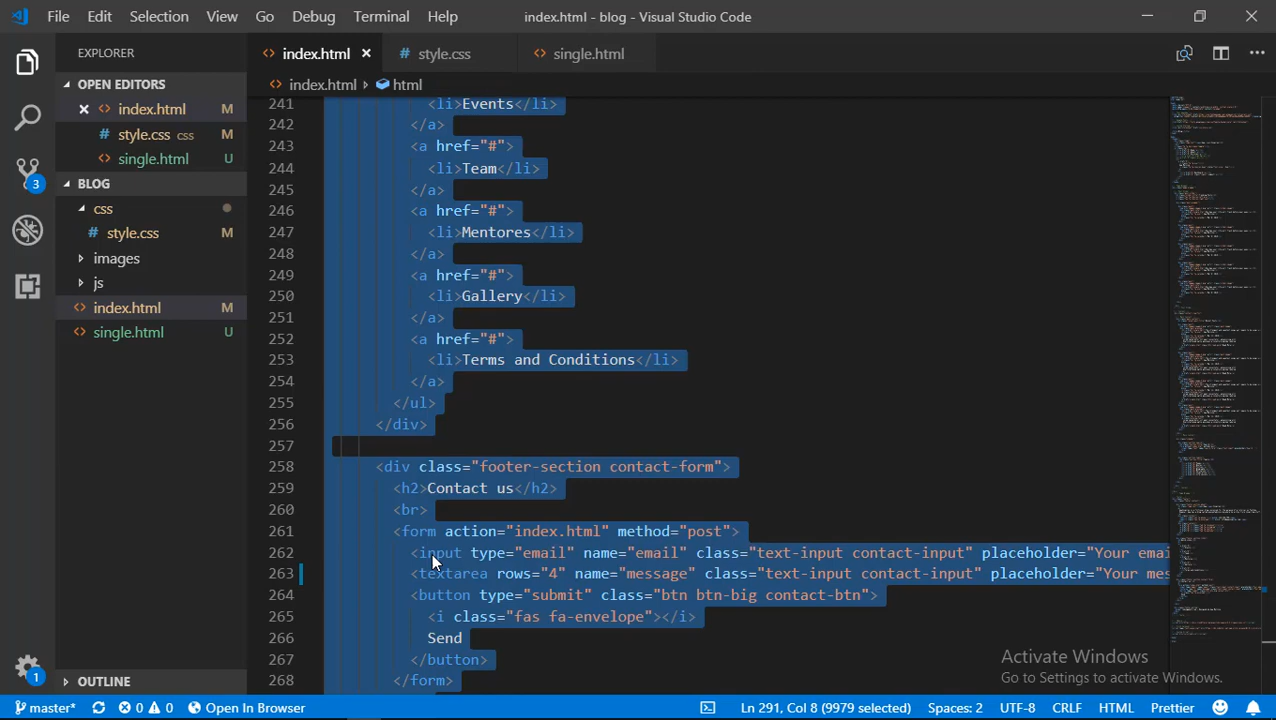 File Edit Selection View Go Debug Terminal Help index.html - blog - Visual Studio Code
EXPLORER
OPEN EDITORS
index.html M
style.css css M
single.html U
BLOG
css
style.css M
images
js
index.html M
single.html U
OUTLINE
3
1
index.html style.css single.html
index.html html
241 <li>Events</li>
242 </a>
243 <a href="#">
244 <li>Team<li>
245 </a>
246 <a href="#">
247 <li>Mentores</li>
248 </a>
249 <a href="#">
250 <li>Gallery</li>
251 </a>
252 <a href="#">
253 <li>Terms and Conditions</li>
254 </a>
255 </ul>
256 </div>
257
258 <div class="footer-section contact-form">
259 <h2>Contact us</h2>
260 <br>
261 <form action="index.html" method="post">
262 <input type="email" name="email" class="text-input contact-input" placeholder="Your emai
263 <textarea rows="4" name="message" class="text-input contact-input" placeholder="Your mes
264 <button type="submit" class="btn btn-big contact-btn">
265 <i class="fas fa-envelope"></i>
266 Send
267 </button>
268 </form>
Activate Windows
Go to Settings to activate Windows.
master* 0 0 Open In Browser Ln 291, Col 8 (9979 selected) Spaces: 2 UTF-8 CRLF HTML Prettier